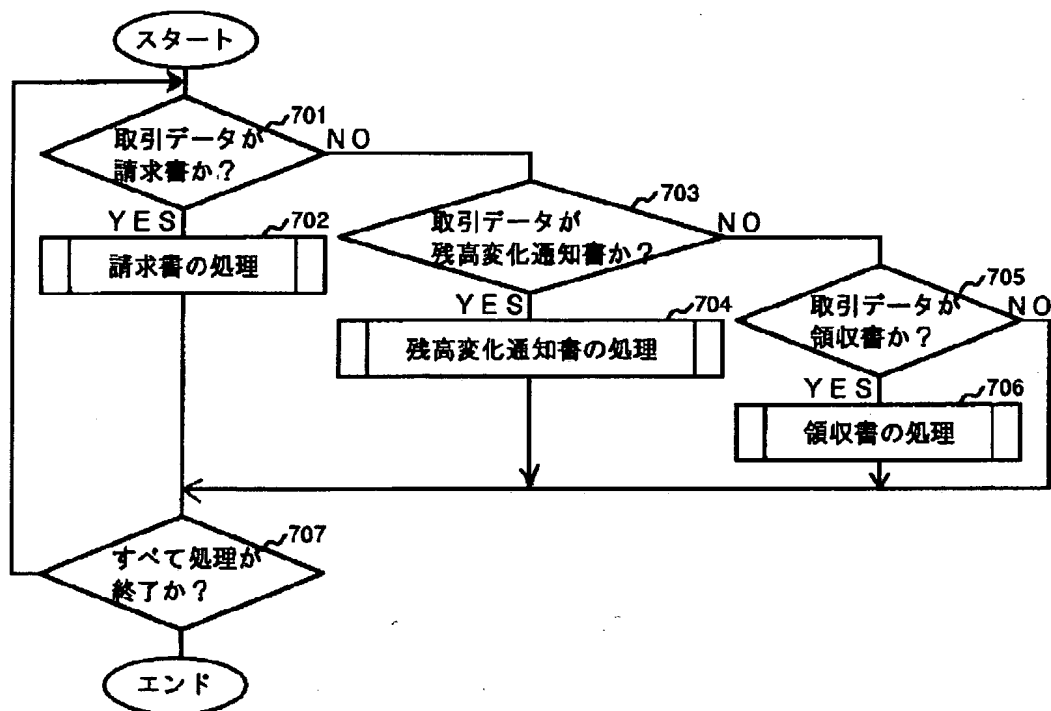 スタート
701
取引データが
請求書か？
NO
YES
702
請求書の処理
703
取引データが
残高変化通知書か？
NO
YES
704
残高変化通知書の処理
705
取引データが
領収書か？
NO
YES
706
領収書の処理
707
すべて処理が
終了か？
エンド